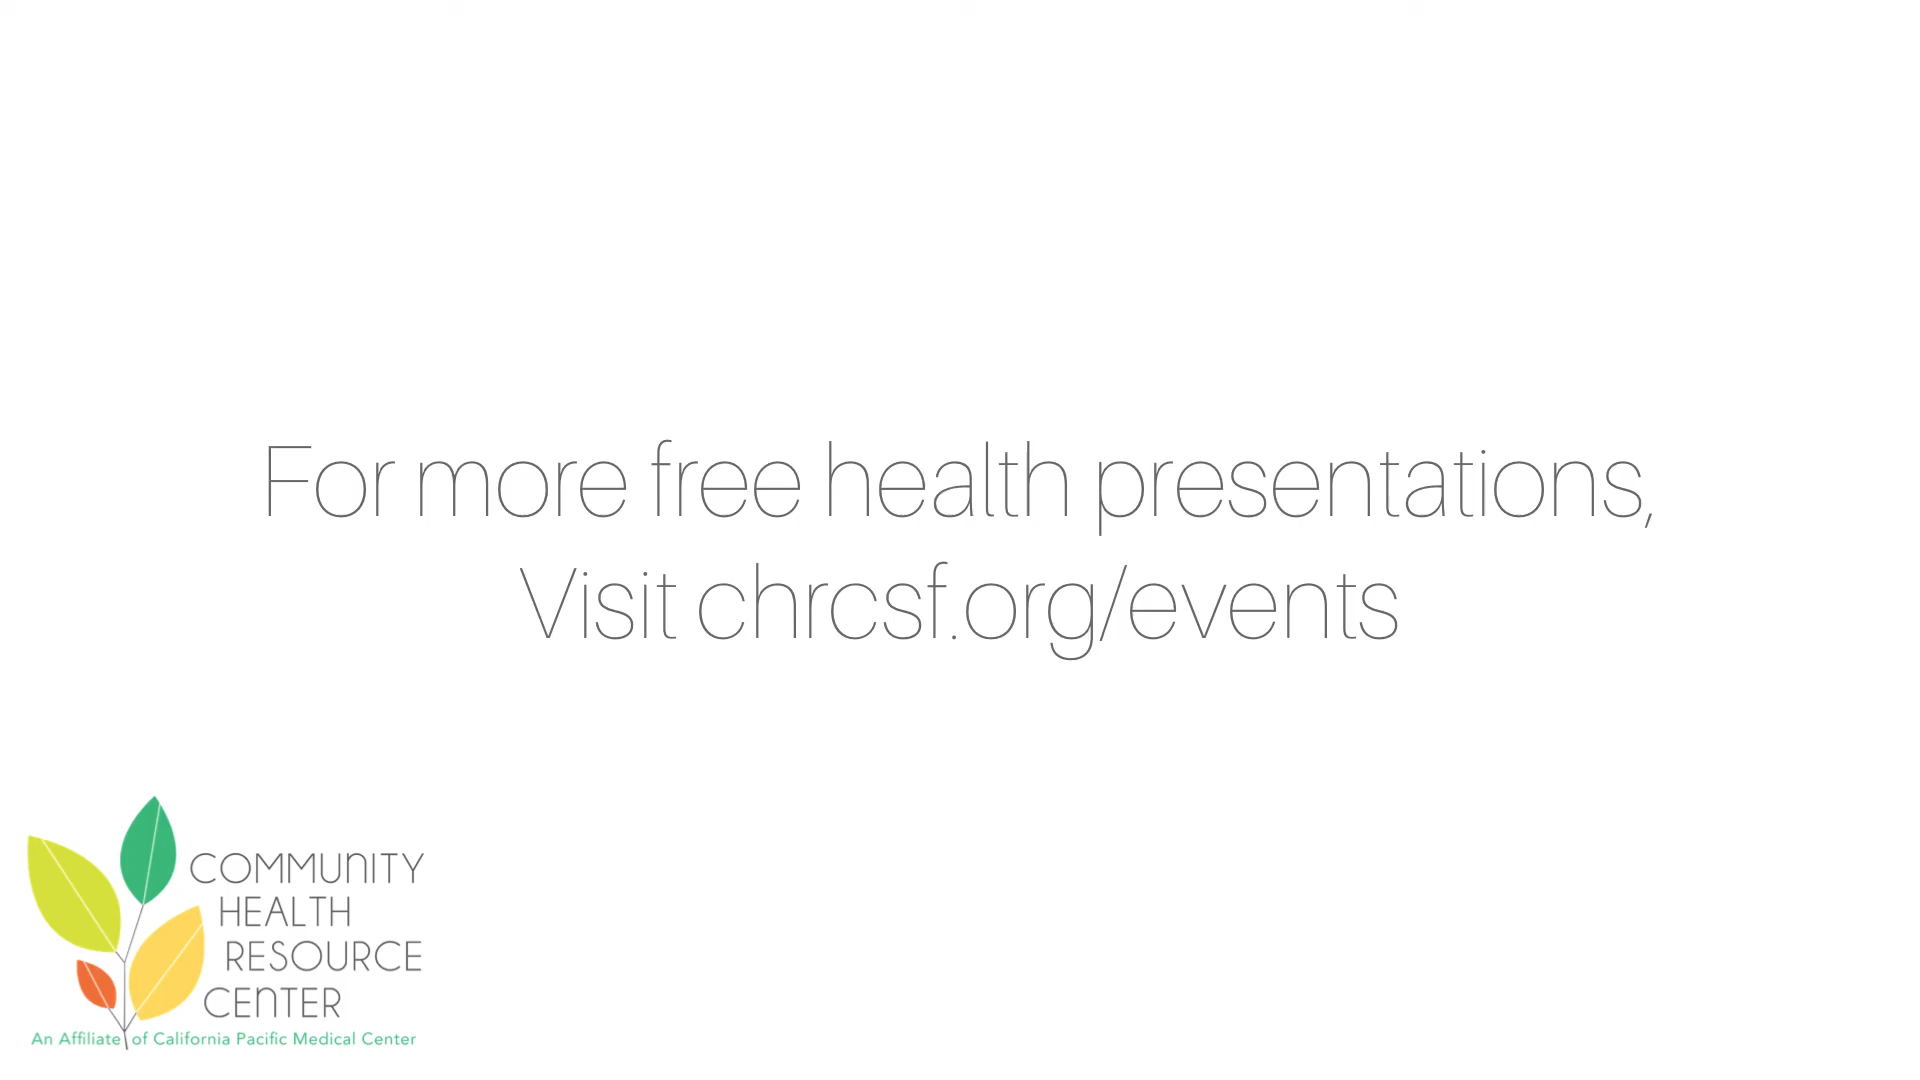 For more free health presentations,
Visit chrcsf.org/events
COMMUNITY
HEALTH
RESOURCE
CENTER
An Affiliate of California Pacific Medical Center